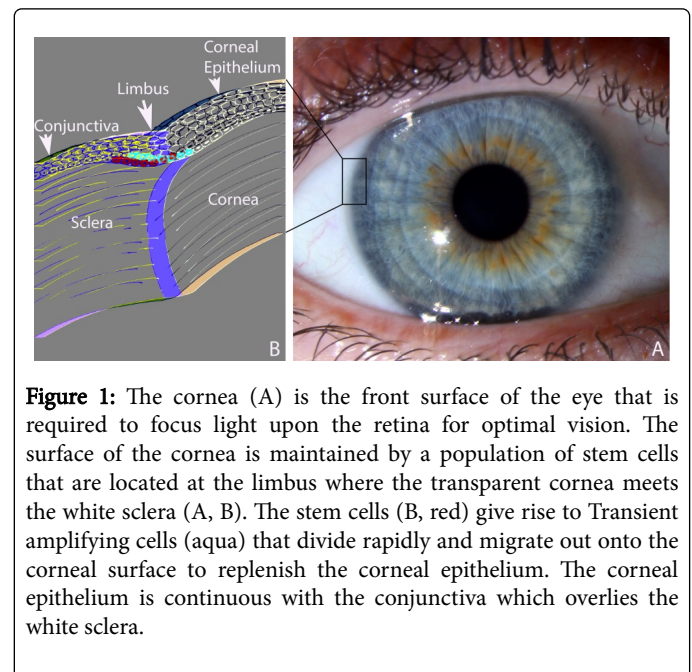 Corneal
Epithelium
Limbus
Conjunctiva
Sclera
Cornea
B
A
Figure 1: The cornea (A) is the front surface of the eye that is
required to focus light upon the retina for optimal vision. The
surface of the cornea is maintained by a population of stem cells
that are located at the limbus where the transparent cornea meets
the white sclera (A, B). The stem cells (B, red) give rise to Transient
amplifying cells (aqua) that divide rapidly and migrate out onto the
corneal surface to replenish the corneal epithelium. The corneal
epithelium is continuous with the conjunctiva which overlies the
white sclera.